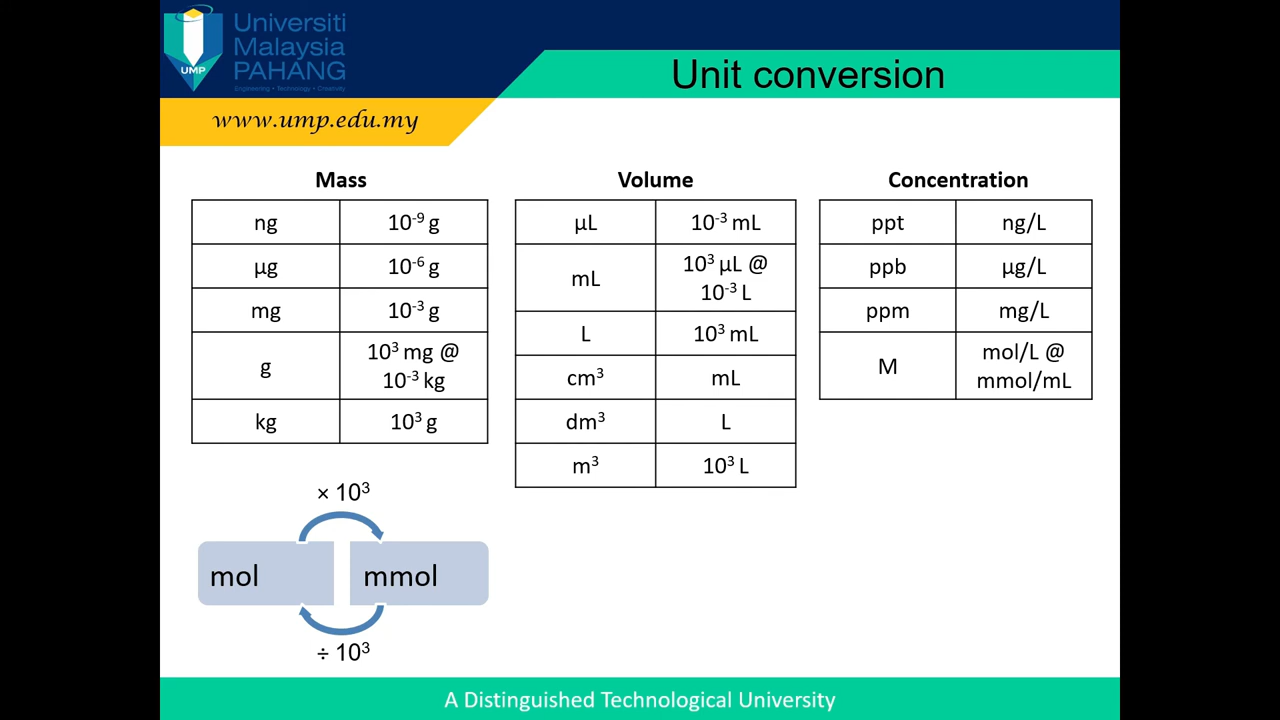 Universiti
Malaysia
PAHANG
Engineering • Technology • Creativity
UMP
Unit conversion
www.ump.edu.my
Mass
ng 10⁻⁹ g
µg 10⁻⁶ g
mg 10⁻³ g
g 10³ mg @
10⁻³ kg
kg 10³ g
Volume
µL 10⁻³ mL
mL 10³ µL @
10⁻³ L
L 10³ mL
cm³ mL
dm³ L
m³ 10³ L
Concentration
ppt ng/L
ppb µg/L
ppm mg/L
M mol/L @
mmol/mL
× 10³
mol mmol
÷ 10³
A Distinguished Technological University